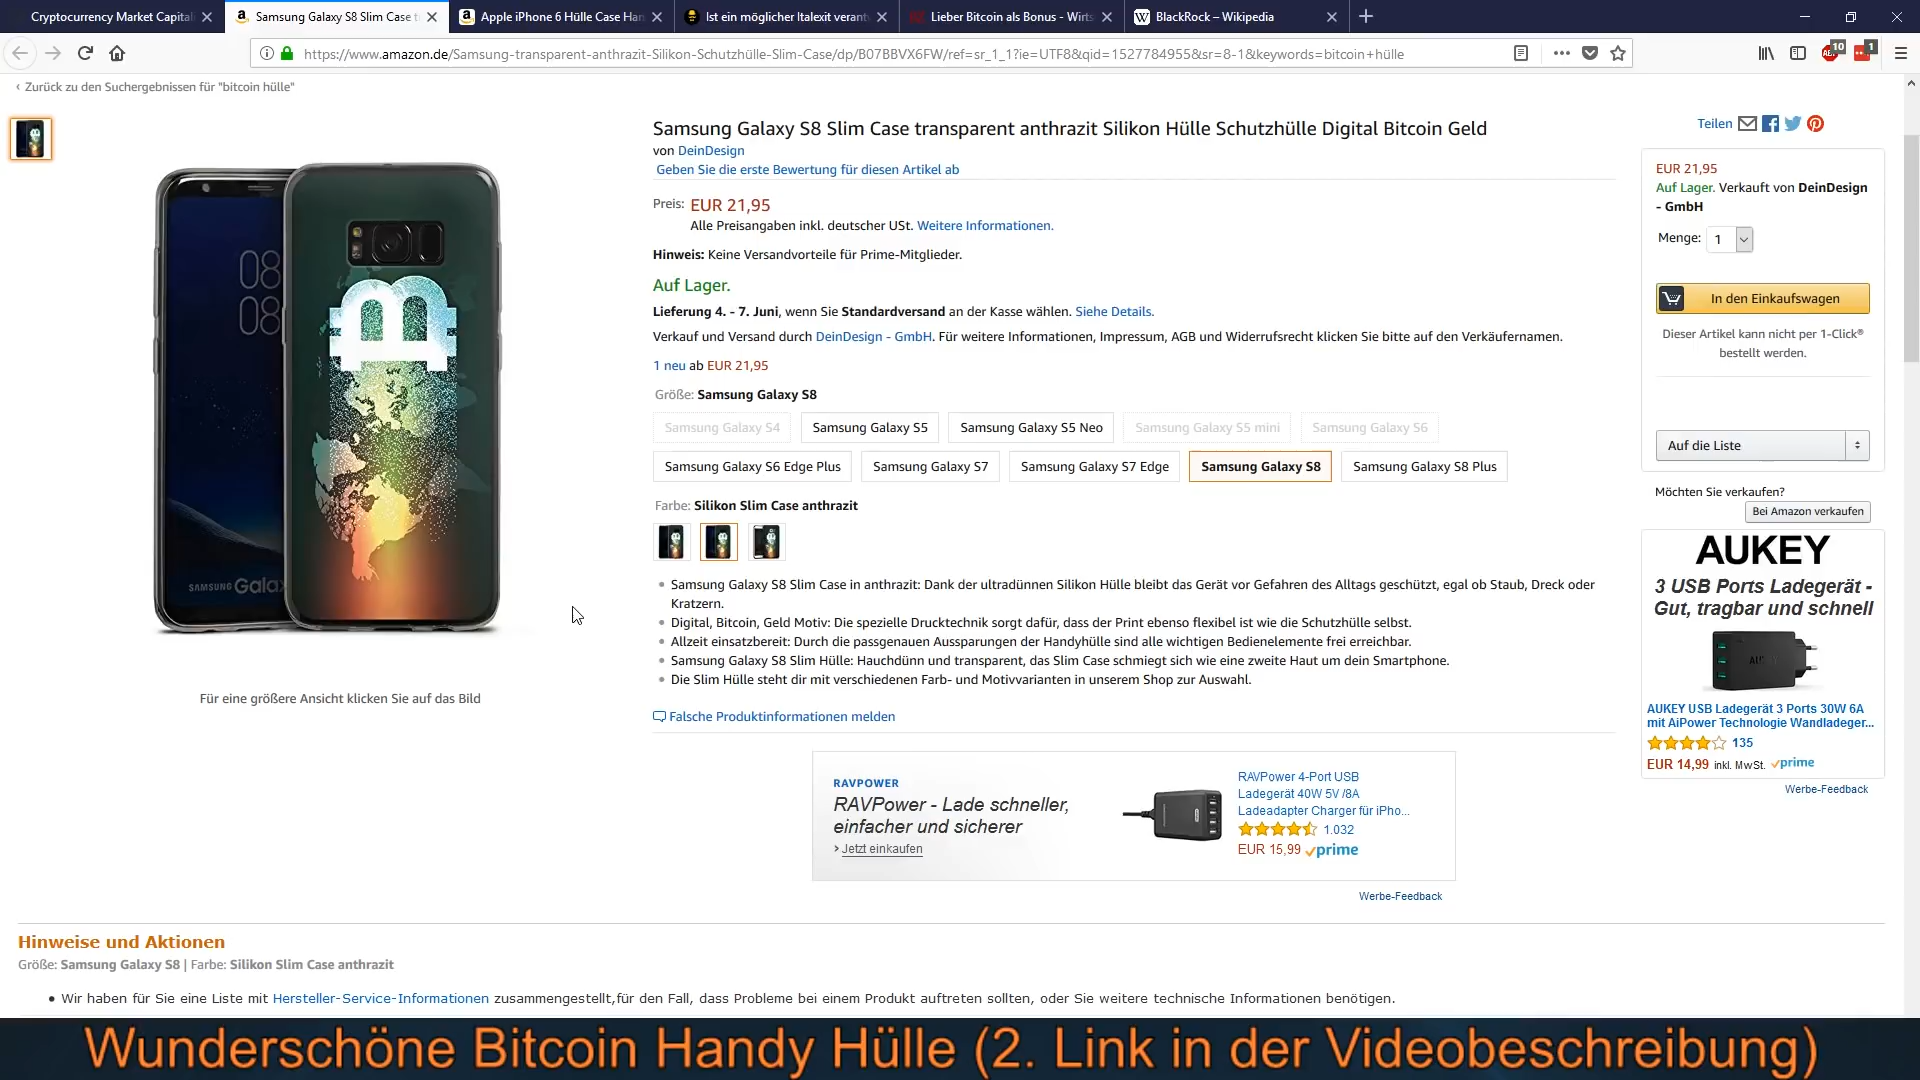 Cryptocurrency Market Capital
Samsung Galaxy S8 Slim Case t
Apple iPhone 6 Hülle Case Han
Ist ein möglicher Italexit verant
Lieber Bitcoin als Bonus - Wirts
BlackRock – Wikipedia
https://www.amazon.de/Samsung-transparent-anthrazit-Silikon-Schutzhülle-Slim-Case/dp/B07BBVX6FW/ref=sr_1_1?ie=UTF8&qid=1527784955&sr=8-1&keywords=bitcoin+hülle
10
1
‹ Zurück zu den Suchergebnissen für "bitcoin hülle"
08
08
SAMSUNG Galax
Für eine größere Ansicht klicken Sie auf das Bild
Samsung Galaxy S8 Slim Case transparent anthrazit Silikon Hülle Schutzhülle Digital Bitcoin Geld
von DeinDesign
Geben Sie die erste Bewertung für diesen Artikel ab
Preis: EUR 21,95
Alle Preisangaben inkl. deutscher USt. Weitere Informationen.
Hinweis: Keine Versandvorteile für Prime-Mitglieder.
Auf Lager.
Lieferung 4. - 7. Juni, wenn Sie Standardversand an der Kasse wählen. Siehe Details.
Verkauf und Versand durch DeinDesign - GmbH. Für weitere Informationen, Impressum, AGB und Widerrufsrecht klicken Sie bitte auf den Verkäufernamen.
1 neu ab EUR 21,95
Größe: Samsung Galaxy S8
Samsung Galaxy S4 Samsung Galaxy S5 Samsung Galaxy S5 Neo Samsung Galaxy S5 mini Samsung Galaxy S6
Samsung Galaxy S6 Edge Plus Samsung Galaxy S7 Samsung Galaxy S7 Edge Samsung Galaxy S8 Samsung Galaxy S8 Plus
Farbe: Silikon Slim Case anthrazit
• Samsung Galaxy S8 Slim Case in anthrazit: Dank der ultradünnen Silikon Hülle bleibt das Gerät vor Gefahren des Alltags geschützt, egal ob Staub, Dreck oder
Kratzern.
• Digital, Bitcoin, Geld Motiv: Die spezielle Drucktechnik sorgt dafür, dass der Print ebenso flexibel ist wie die Schutzhülle selbst.
• Allzeit einsatzbereit: Durch die passgenauen Aussparungen der Handyhülle sind alle wichtigen Bedienelemente frei erreichbar.
• Samsung Galaxy S8 Slim Hülle: Hauchdünn und transparent, das Slim Case schmiegt sich wie eine zweite Haut um dein Smartphone.
• Die Slim Hülle steht dir mit verschiedenen Farb- und Motivvarianten in unserem Shop zur Auswahl.
Falsche Produktinformationen melden
RAVPOWER
RAVPower - Lade schneller,
einfacher und sicherer
› Jetzt einkaufen
RAVPower 4-Port USB
Ladegerät 40W 5V /8A
Ladeadapter Charger für iPho...
1.032
EUR 15,99 prime
Werbe-Feedback
Teilen
EUR 21,95
Auf Lager. Verkauft von DeinDesign
- GmbH
Menge: 1
In den Einkaufswagen
Dieser Artikel kann nicht per 1-Click®
bestellt werden.
Auf die Liste
Möchten Sie verkaufen?
Bei Amazon verkaufen
AUKEY
3 USB Ports Ladegerät -
Gut, tragbar und schnell
AUKEY USB Ladegerät 3 Ports 30W 6A
mit AiPower Technologie Wandladeger...
135
EUR 14,99 inkl. MwSt. prime
Werbe-Feedback
Hinweise und Aktionen
Größe: Samsung Galaxy S8 | Farbe: Silikon Slim Case anthrazit
• Wir haben für Sie eine Liste mit Hersteller-Service-Informationen zusammengestellt,für den Fall, dass Probleme bei einem Produkt auftreten sollten, oder Sie weitere technische Informationen benötigen.
Wunderschöne Bitcoin Handy Hülle (2. Link in der Videobeschreibung)